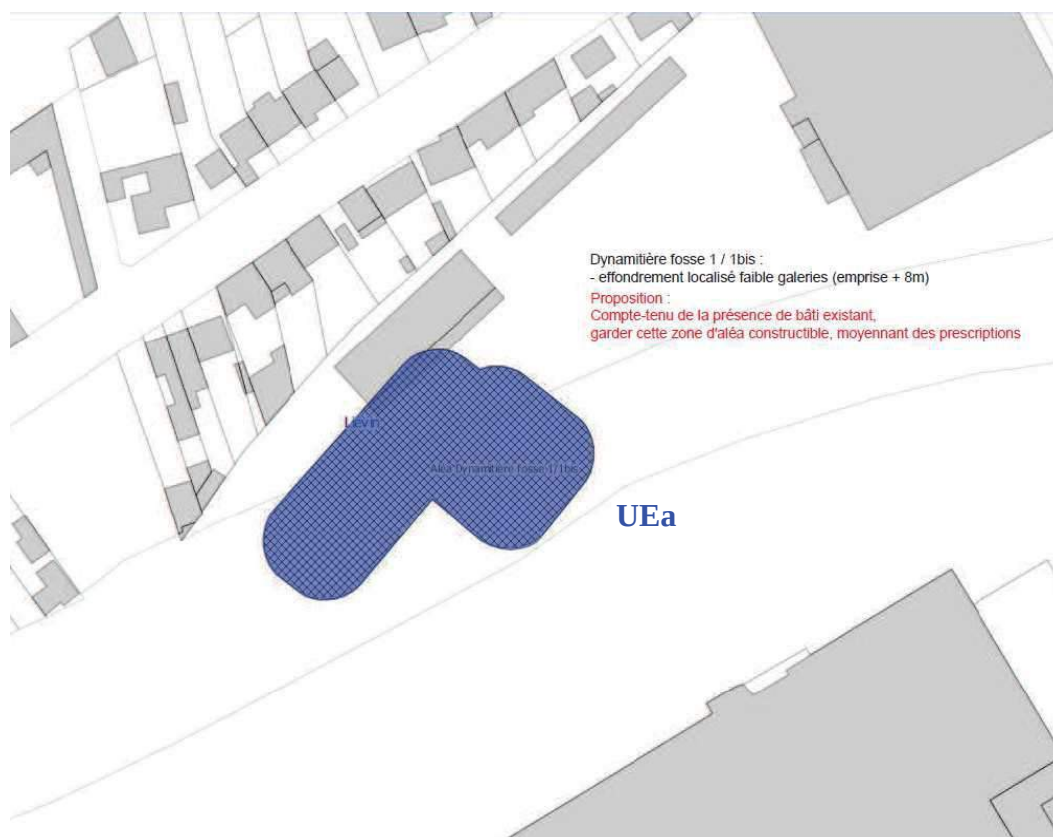 Dynamitière fosse 1 / 1bis :
- effondrement localisé faible galeries (emprise + 8m)
Proposition :
Compte-tenu de la présence de bâti existant,
garder cette zone d'aléa constructible, moyennant des prescriptions
Liévin
Aléa Dynamitière fosse 1/1bis
UEa